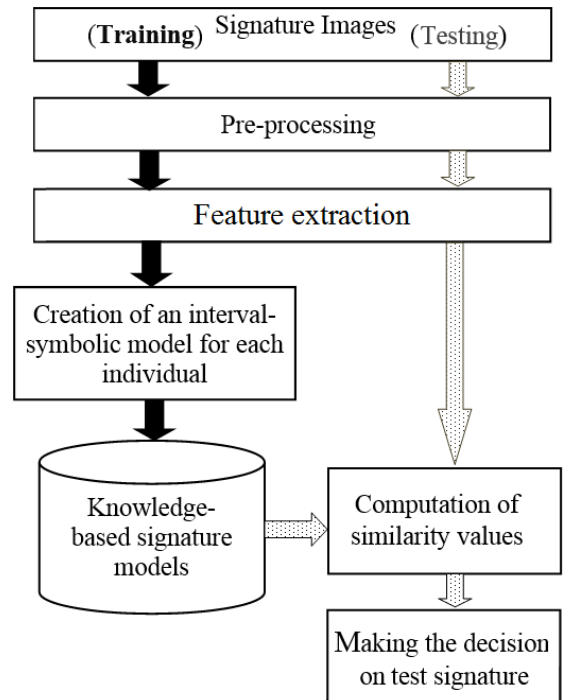 (Training) Signature Images (Testing)
Pre-processing
Feature extraction
Creation of an interval-
symbolic model for each
individual
Knowledge-
based signature
models
Computation of
similarity values
Making the decision
on test signature